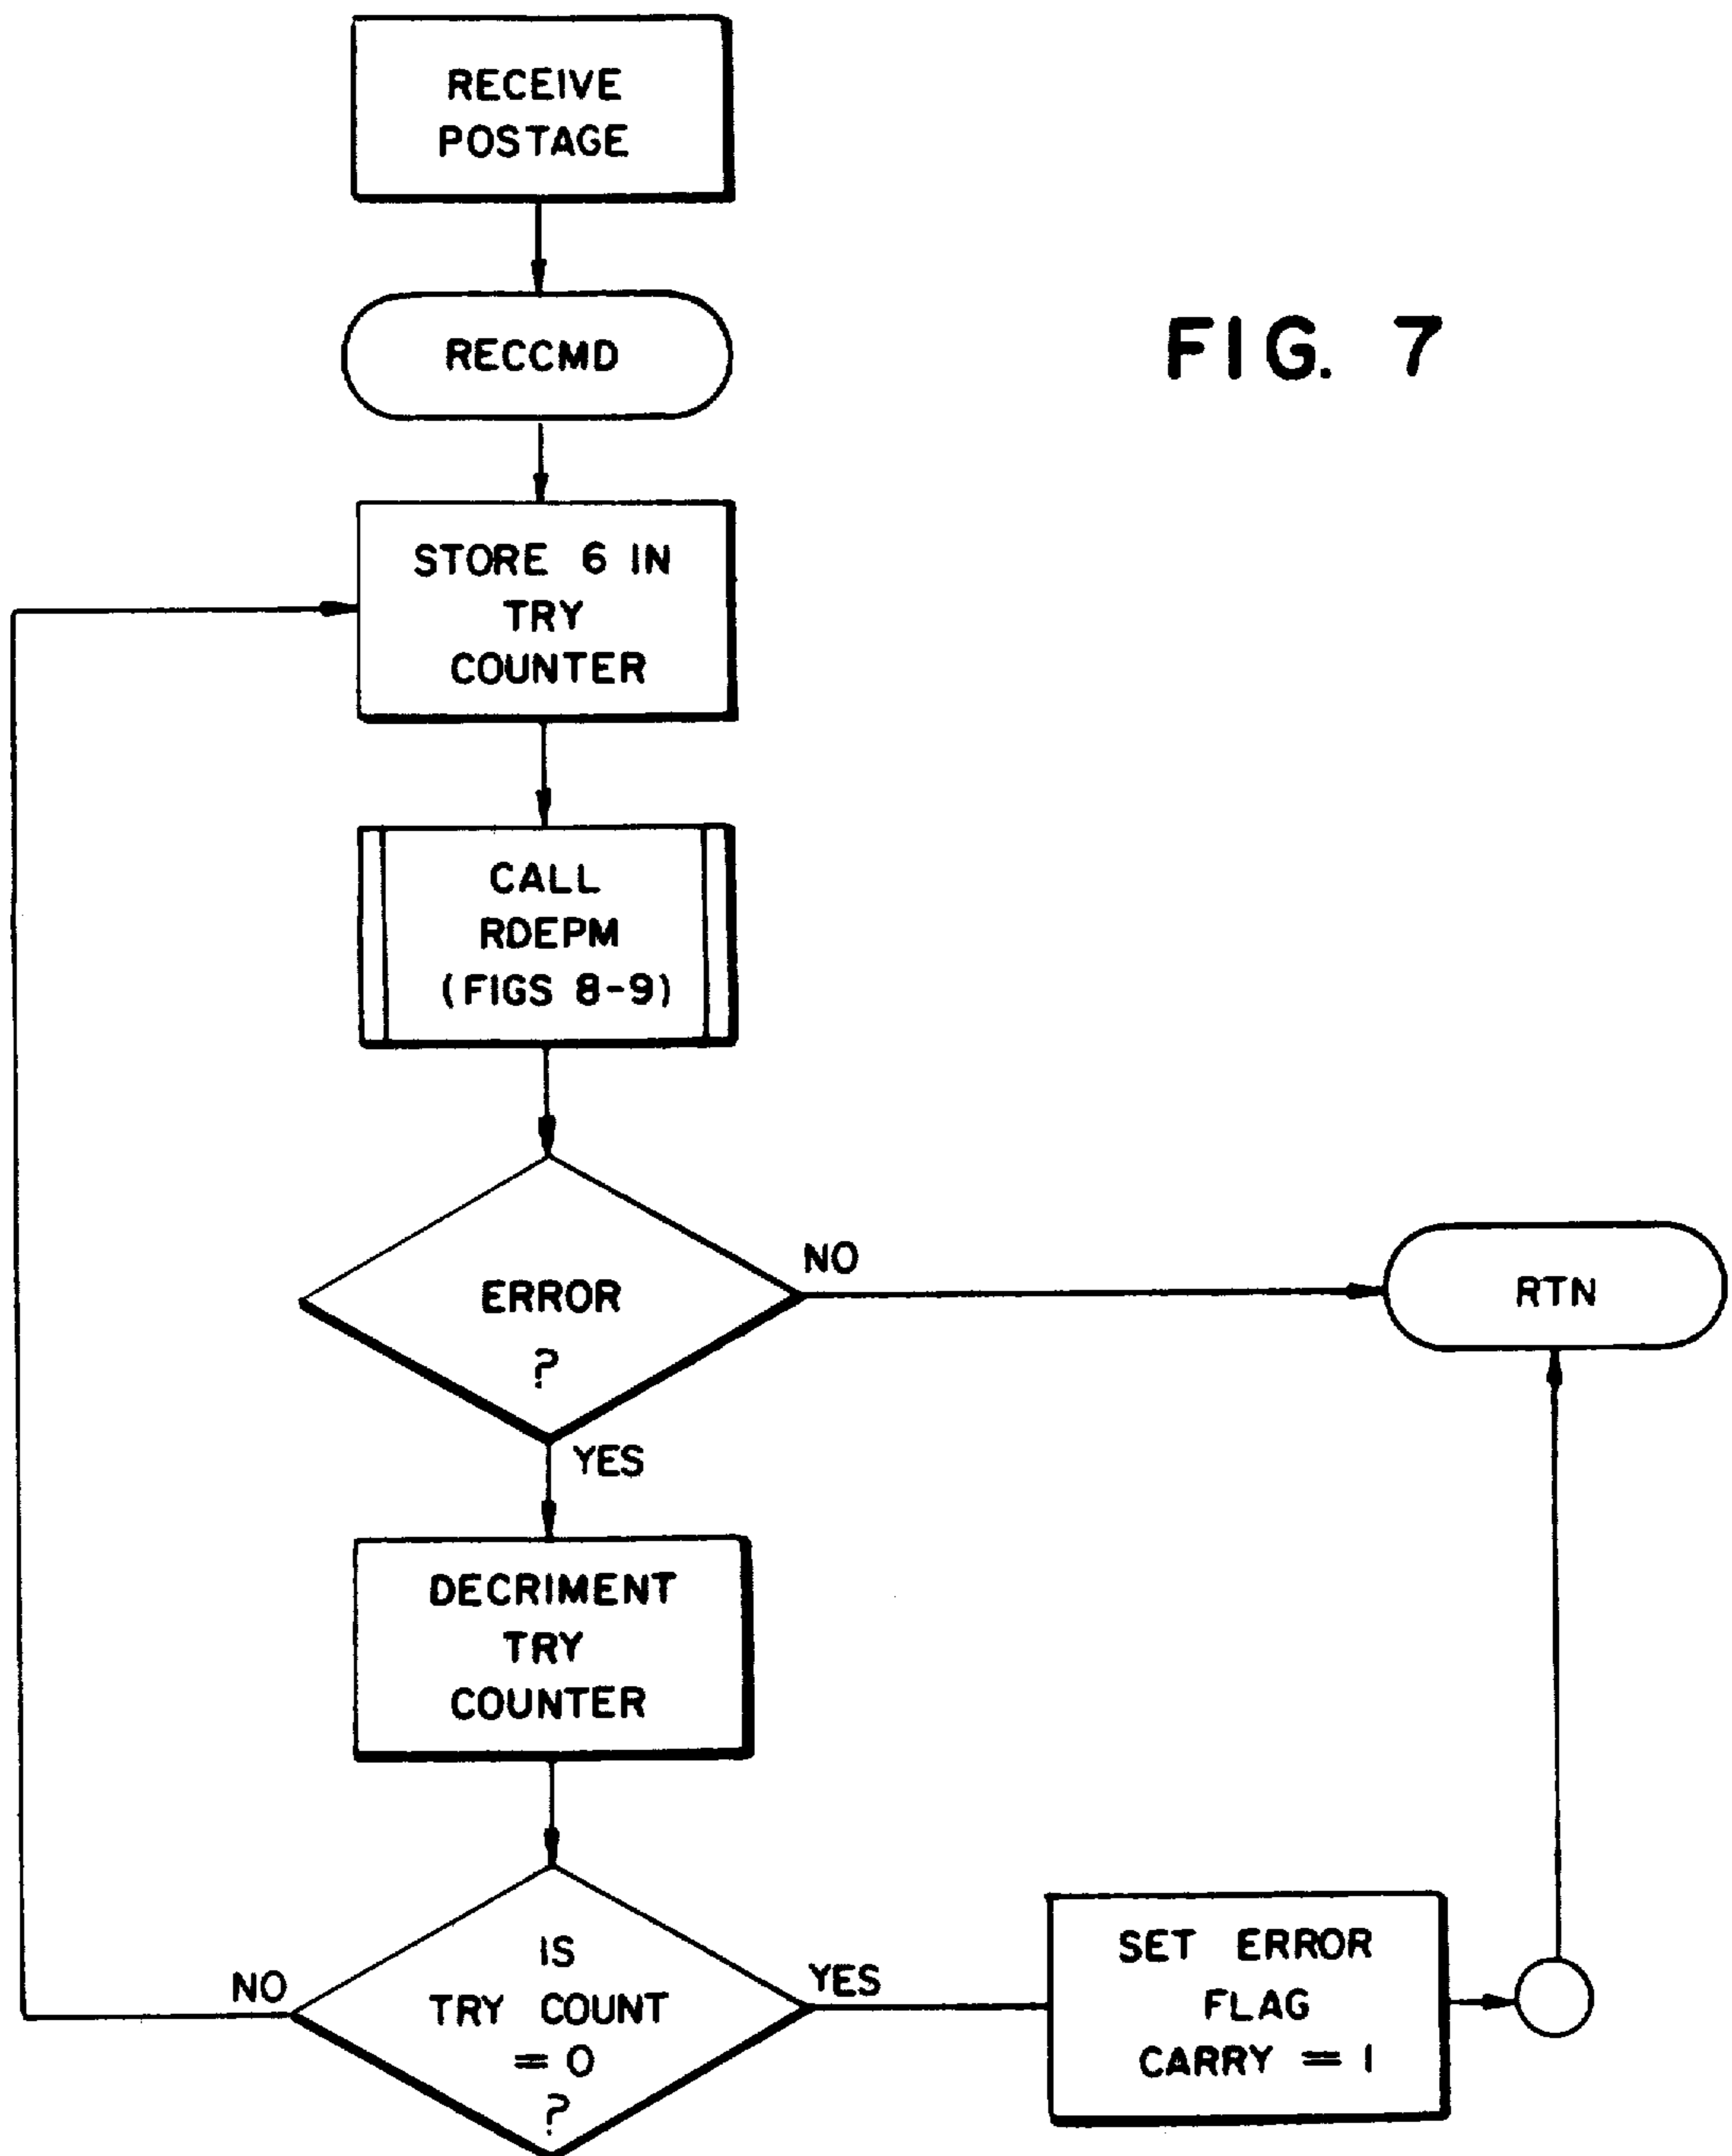 RECEIVE
POSTAGE
RECCMD
FIG. 7
STORE 6 IN
TRY
COUNTER
CALL
RDEPM
(FIGS 8-9)
ERROR
?
NO
RTN
YES
DECRIMENT
TRY
COUNTER
IS
TRY COUNT
= 0
?
NO
YES
SET ERROR
FLAG
CARRY = 1